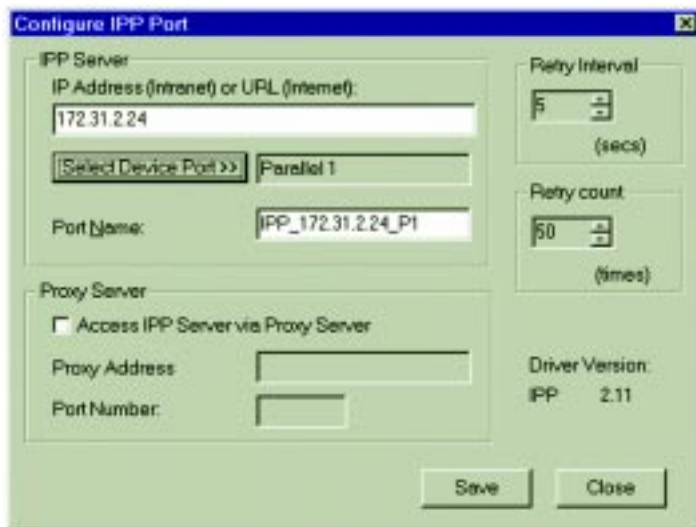 Configure IPP Port
IPP Server
IP Address (Intranet) or URL (Internet):
172.31.2.24
Select Device Port >>
Parallel 1
Port Name:
IPP_172.31.2.24_P1
Retry Interval
5
(secs)
Retry count
50
(times)
Proxy Server
Access IPP Server via Proxy Server
Proxy Address
Port Number:
Driver Version:
IPP 2.11
Save
Close